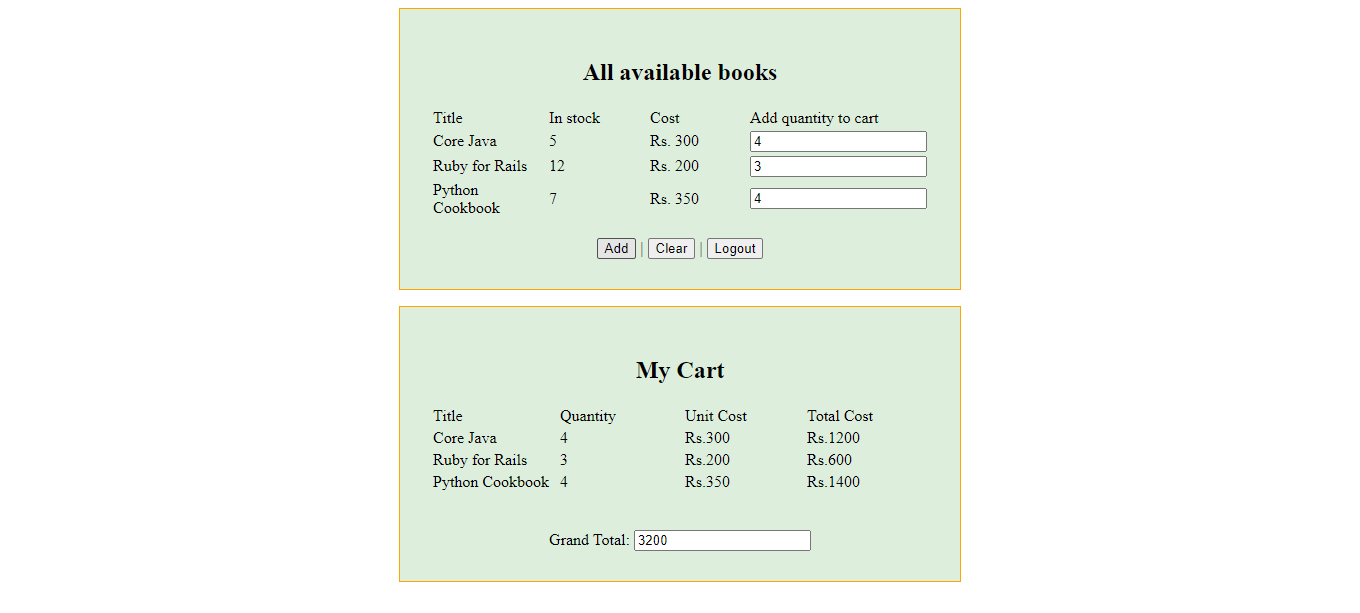 All available books
Title In stock Cost Add quantity to cart
Core Java 5 Rs. 300 4
Ruby for Rails 12 Rs. 200 3
Python
Cookbook 7 Rs. 350 4
Add | Clear | Logout
My Cart
Title Quantity Unit Cost Total Cost
Core Java 4 Rs.300 Rs.1200
Ruby for Rails 3 Rs.200 Rs.600
Python Cookbook 4 Rs.350 Rs.1400
Grand Total: 3200